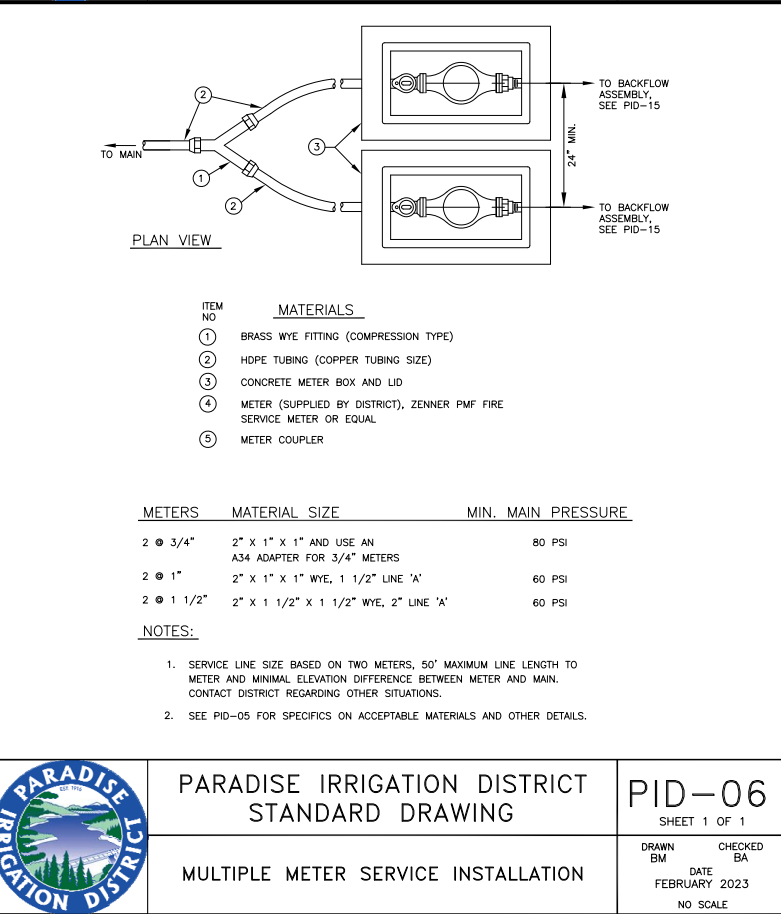 2
TO MAIN
1
2
3
TO BACKFLOW
ASSEMBLY,
SEE PID-15
24" MIN.
TO BACKFLOW
ASSEMBLY,
SEE PID-15
PLAN VIEW
ITEM
NO
MATERIALS
1 BRASS WYE FITTING (COMPRESSION TYPE)
2 HDPE TUBING (COPPER TUBING SIZE)
3 CONCRETE METER BOX AND LID
4 METER (SUPPLIED BY DISTRICT), ZENNER PMF FIRE
SERVICE METER OR EQUAL
5 METER COUPLER
METERS MATERIAL SIZE MIN. MAIN PRESSURE
2 @ 3/4" 2" X 1" X 1" AND USE AN 80 PSI
A34 ADAPTER FOR 3/4" METERS
2 @ 1" 2" X 1" X 1" WYE, 1 1/2" LINE 'A' 60 PSI
2 @ 1 1/2" 2" X 1 1/2" X 1 1/2" WYE, 2" LINE 'A' 60 PSI
NOTES:
1. SERVICE LINE SIZE BASED ON TWO METERS, 50' MAXIMUM LINE LENGTH TO
METER AND MINIMAL ELEVATION DIFFERENCE BETWEEN METER AND MAIN.
CONTACT DISTRICT REGARDING OTHER SITUATIONS.
2. SEE PID-05 FOR SPECIFICS ON ACCEPTABLE MATERIALS AND OTHER DETAILS.
PARADISE
EST 1916
IRRIGATION DISTRICT
PARADISE IRRIGATION DISTRICT
STANDARD DRAWING
MULTIPLE METER SERVICE INSTALLATION
PID-06
SHEET 1 OF 1
DRAWN CHECKED
BM BA
DATE
FEBRUARY 2023
NO SCALE